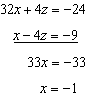 32x + 4z = −24
x − 4z = −9
33x = −33
x = −1